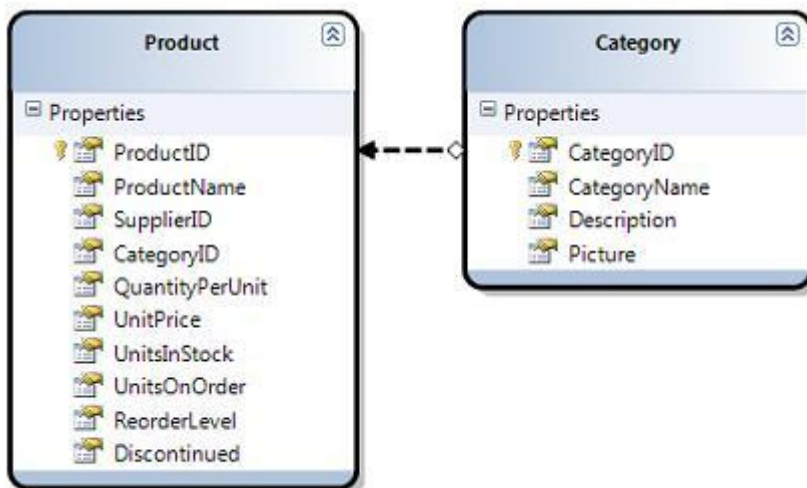 Product
Properties
ProductID
ProductName
SupplierID
CategoryID
QuantityPerUnit
UnitPrice
UnitsInStock
UnitsOnOrder
ReorderLevel
Discontinued
Category
Properties
CategoryID
CategoryName
Description
Picture